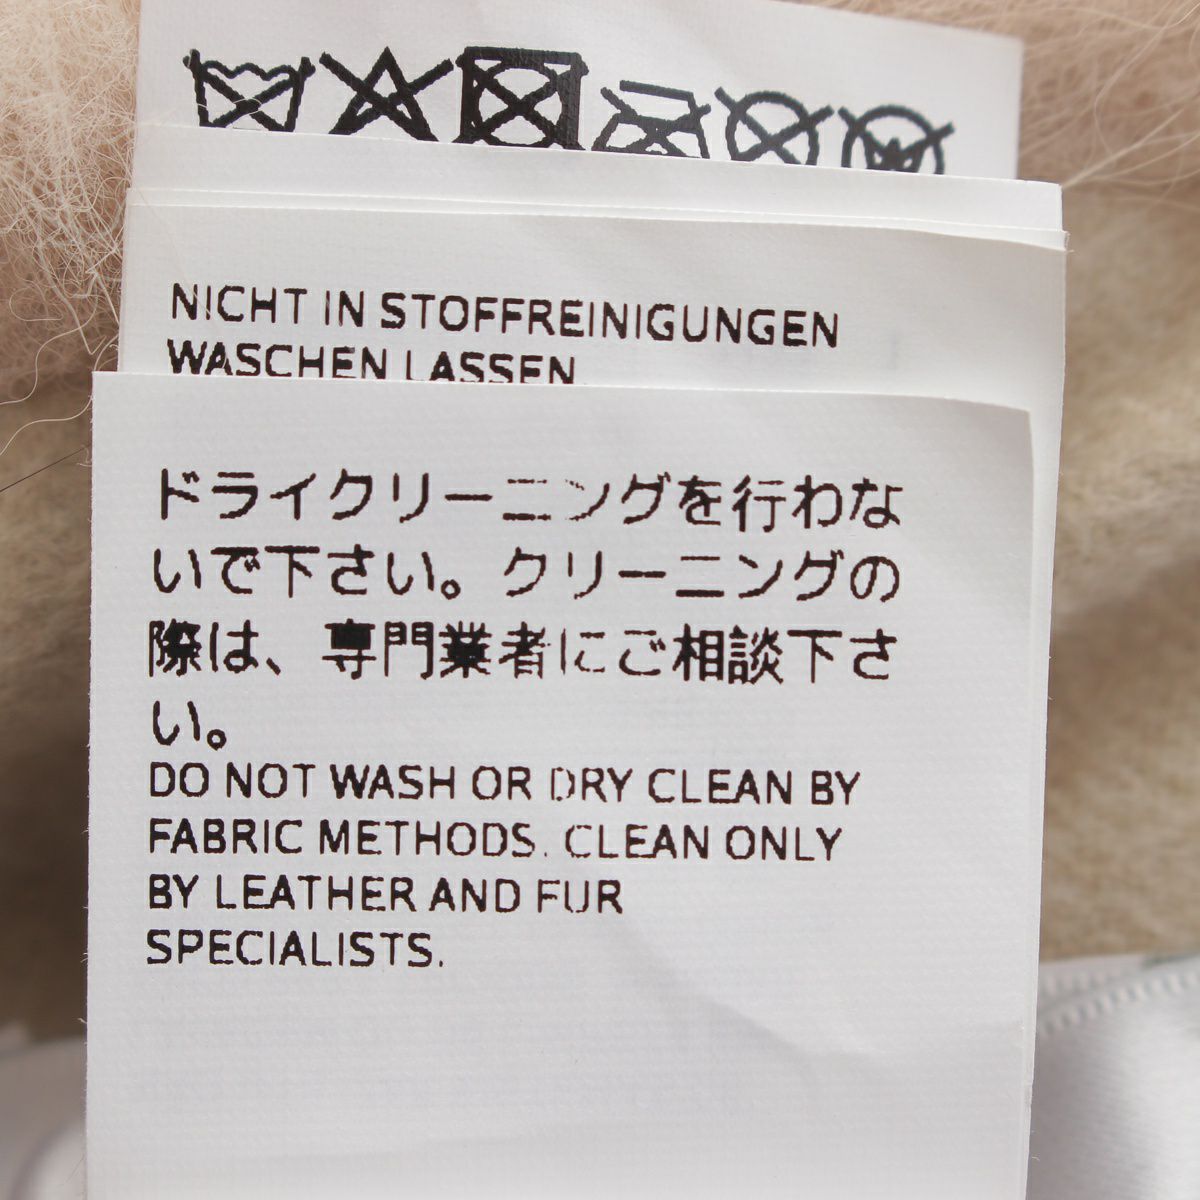 NICHT IN STOFFREINIGUNGEN
WASCHEN LASSEN
ドライクリーニングを行わな
いで下さい。クリーニングの
際は、専門業者にご相談下さ
い。
DO NOT WASH OR DRY CLEAN BY
FABRIC METHODS. CLEAN ONLY
BY LEATHER AND FUR
SPECIALISTS.